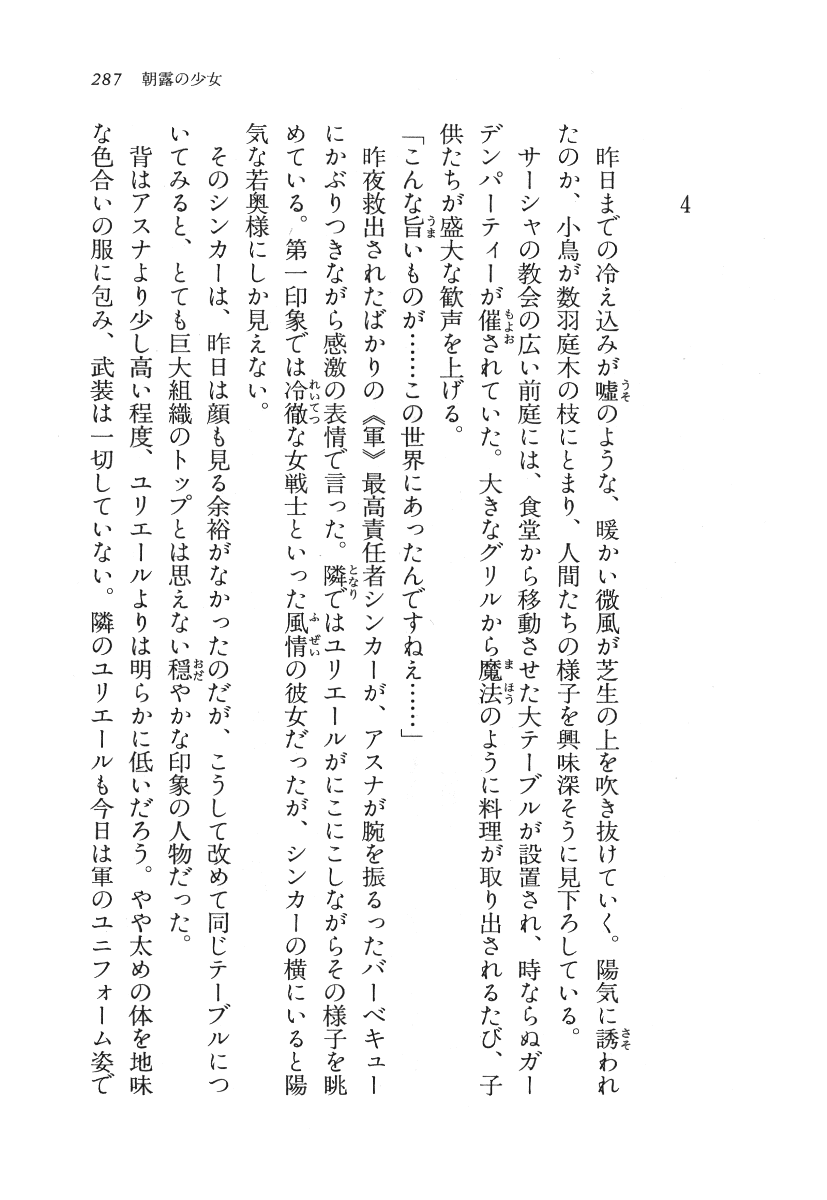 287 朝露の少女
4
　昨日までの冷え込みが嘘のような、暖かい微風が芝生の上を吹き抜けていく。陽気に誘われ
たのか、小鳥が数羽庭木の枝にとまり、人間たちの様子を興味深そうに見下ろしている。
　サーシャの教会の広い前庭には、食堂から移動させた大テーブルが設置され、時ならぬガー
デンパーティーが催されていた。大きなグリルから魔法のように料理が取り出されるたび、子
供たちが盛大な歓声を上げる。
「こんな旨いものが……この世界にあったんですねえ……」
　昨夜救出されたばかりの《軍》最高責任者シンカーが、アスナが腕を振るったバーベキュー
にかぶりつきながら感激の表情で言った。隣ではユリエールがにこにこしながらその様子を眺
めている。第一印象では冷徹な女戦士といった風情の彼女だったが、シンカーの横にいると陽
気な若奥様にしか見えない。
　そのシンカーは、昨日は顔も見る余裕がなかったのだが、こうして改めて同じテーブルにつ
いてみると、とても巨大組織のトップとは思えない穏やかな印象の人物だった。
　背はアスナより少し高い程度、ユリエールよりは明らかに低いだろう。やや太めの体を地味
な色合いの服に包み、武装は一切していない。隣のユリエールも今日は軍のユニフォーム姿で